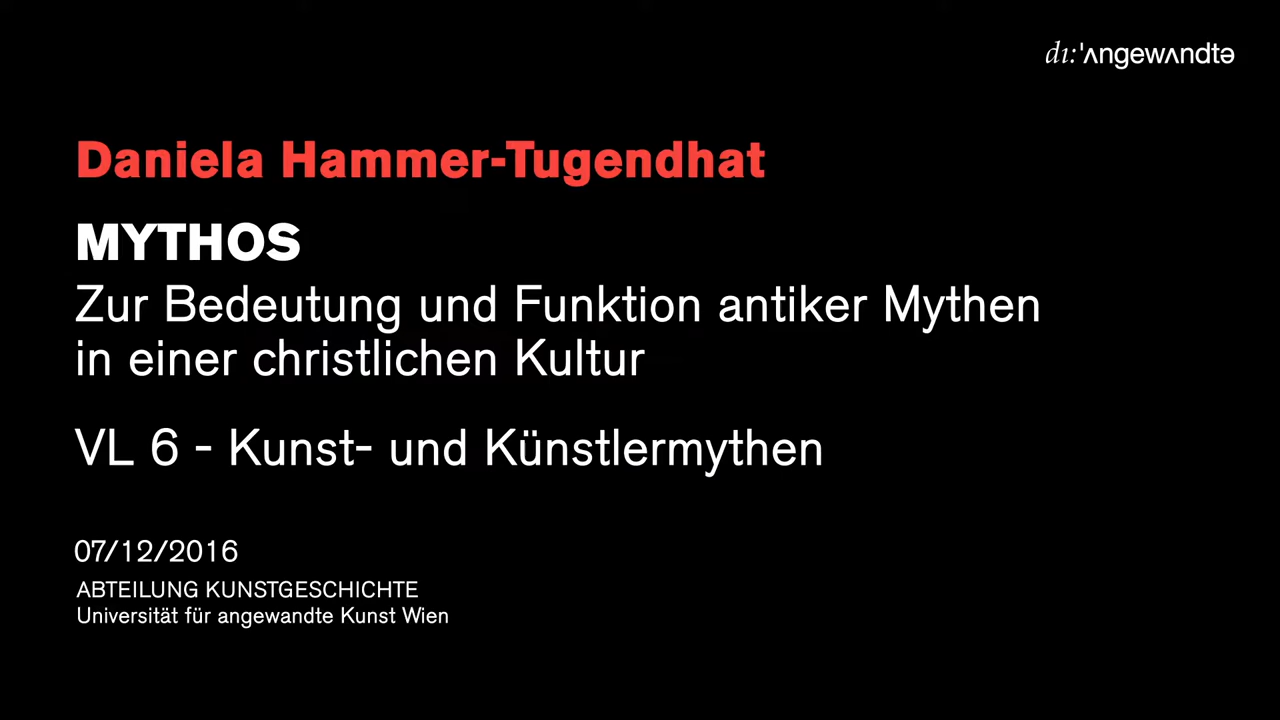 dı:'ʌngewʌndtə
Daniela Hammer-Tugendhat
MYTHOS
Zur Bedeutung und Funktion antiker Mythen
in einer christlichen Kultur
VL 6 - Kunst- und Künstlermythen
07/12/2016
ABTEILUNG KUNSTGESCHICHTE
Universität für angewandte Kunst Wien